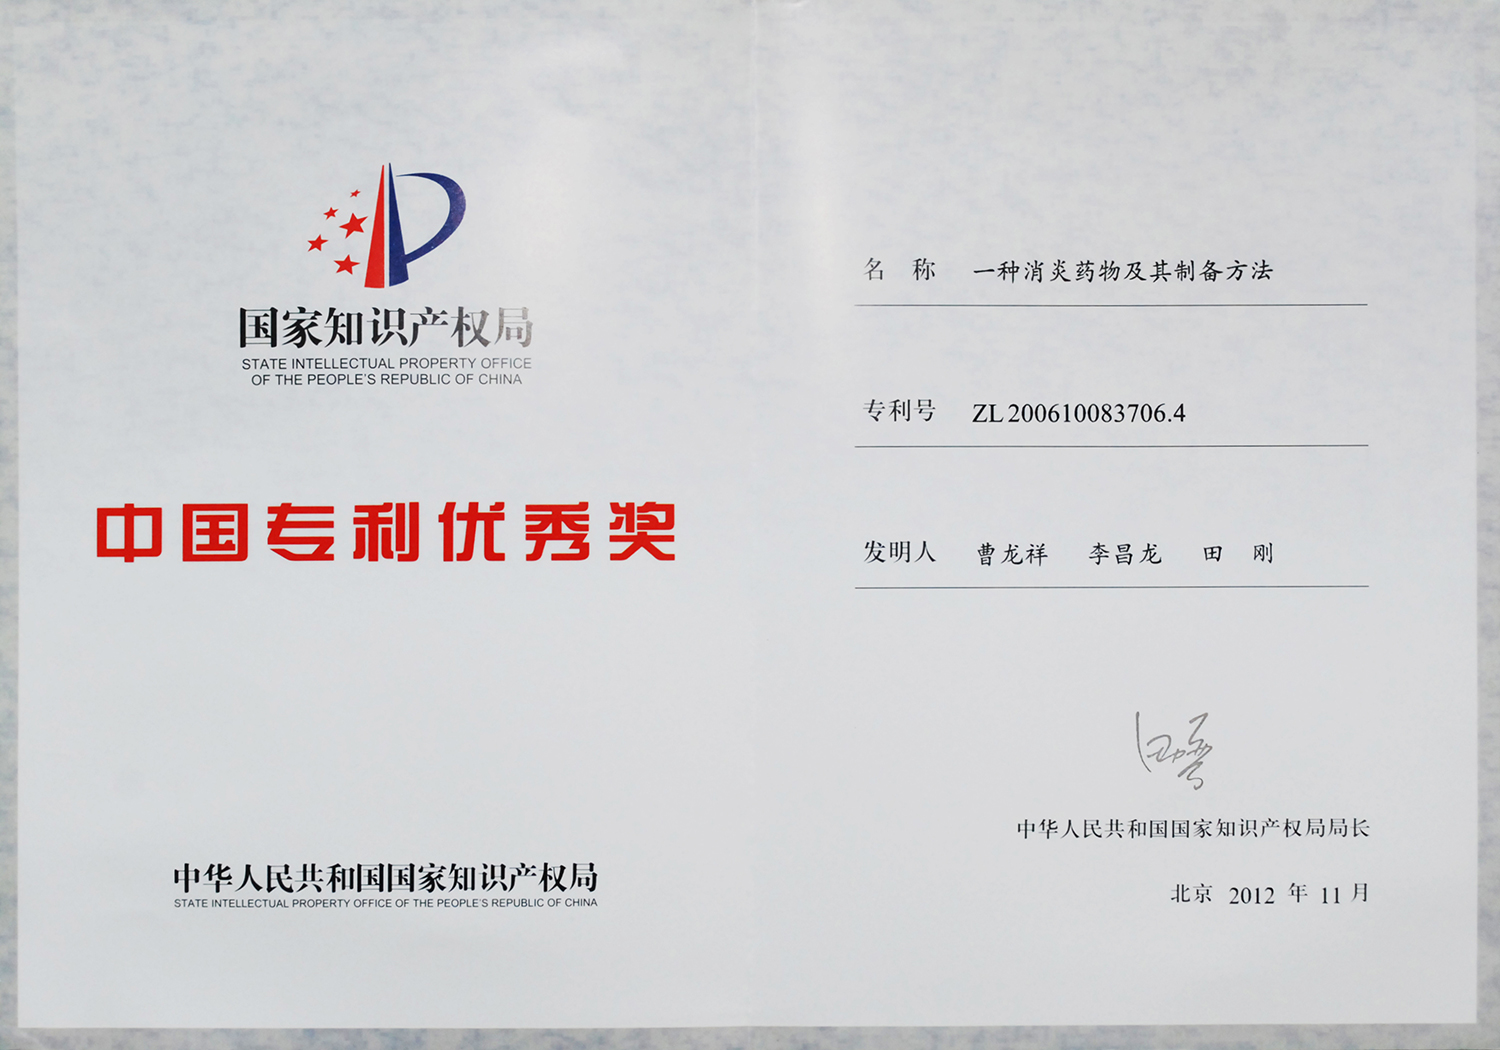 国家知识产权局
STATE INTELLECTUAL PROPERTY OFFICE
OF THE PEOPLE'S REPUBLIC OF CHINA
中国专利优秀奖
中华人民共和国国家知识产权局
STATE INTELLECTUAL PROPERTY OFFICE OF THE PEOPLE'S REPUBLIC OF CHINA
名 称 一种消炎药物及其制备方法
专利号 ZL200610083706.4
发明人 曹龙祥 李昌龙 田 刚
中华人民共和国国家知识产权局局长
北京 2012 年 11 月